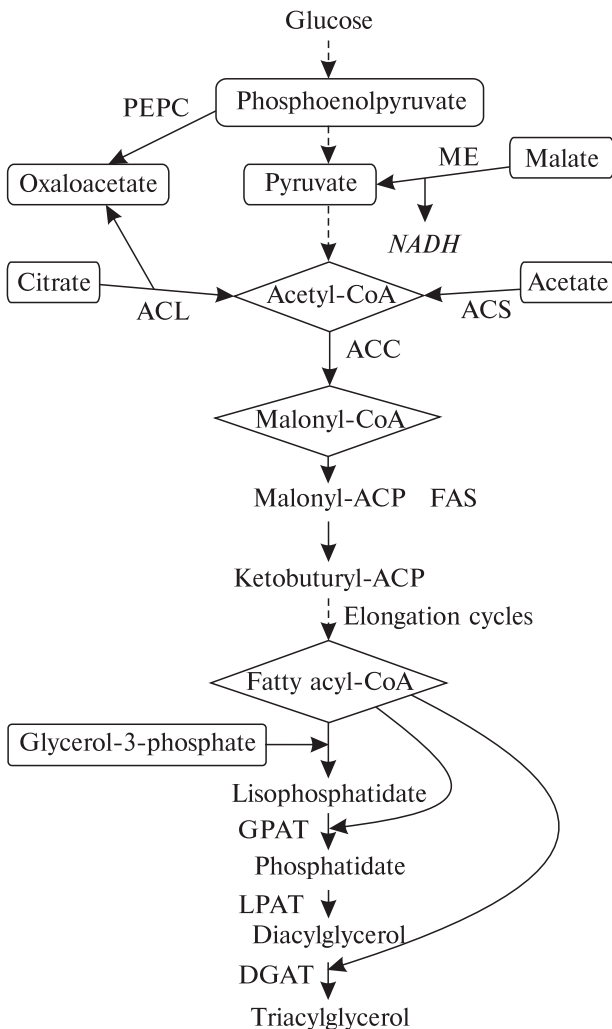 Glucose
PEPC
Phosphoenolpyruvate
ME
Malate
Oxaloacetate
Pyruvate
NADH
Citrate
Acetyl-CoA
Acetate
ACL
ACS
ACC
Malonyl-CoA
Malonyl-ACP FAS
Ketobuturyl-ACP
Elongation cycles
Fatty acyl-CoA
Glycerol-3-phosphate
Lisophosphatidate
GPAT
Phosphatidate
LPAT
Diacylglycerol
DGAT
Triacylglycerol